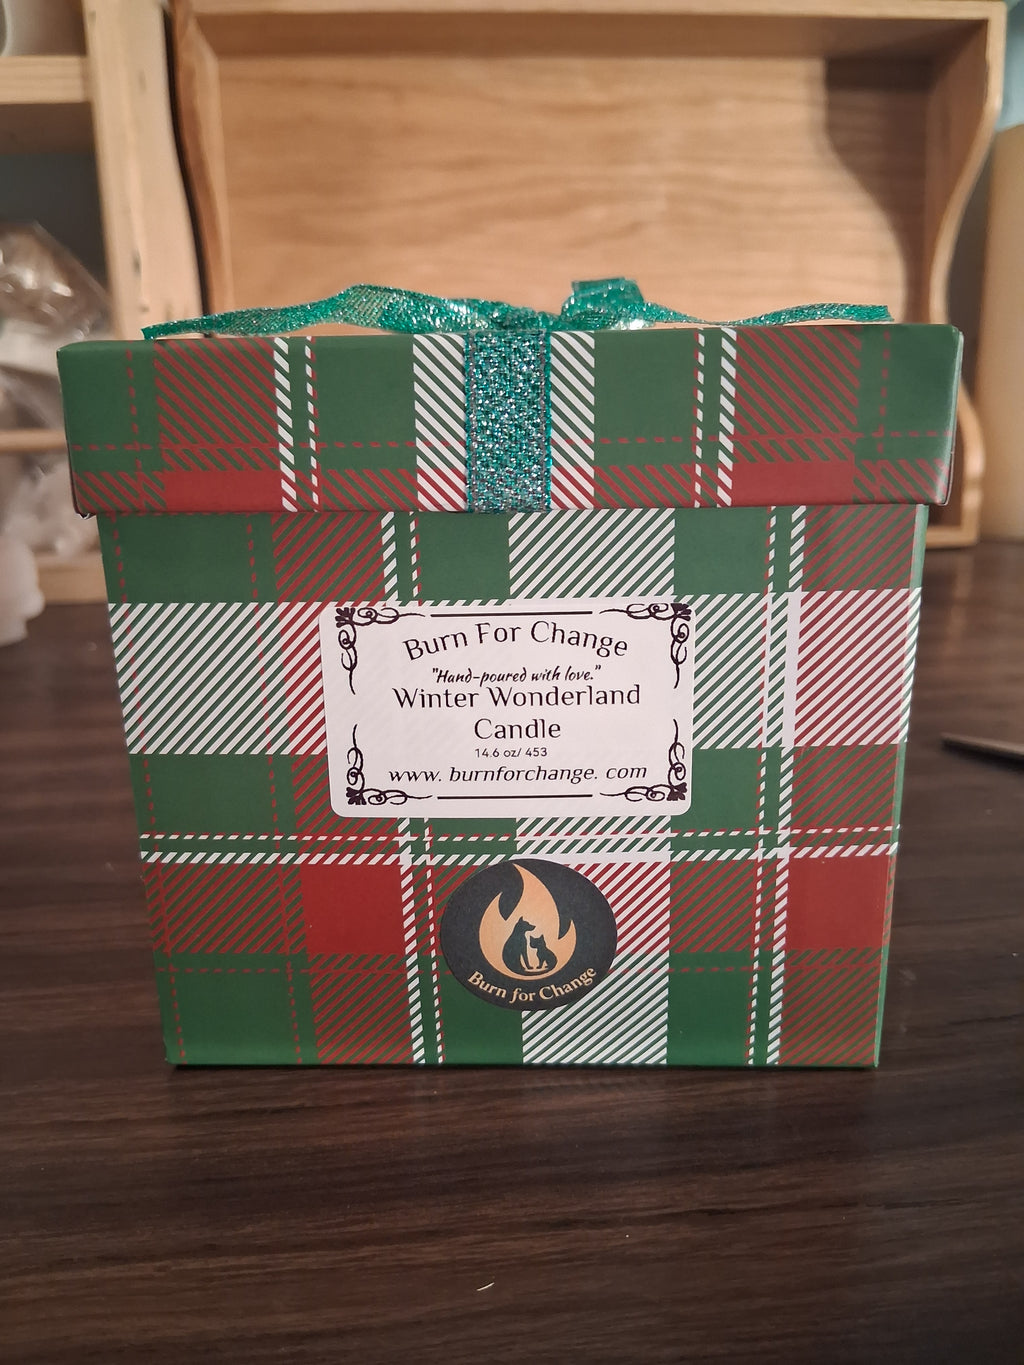 Burn For Change
"Hand-poured with love."
Winter Wonderland
Candle
14.6 oz/ 453
www. burnforchange. com
Burn for Change